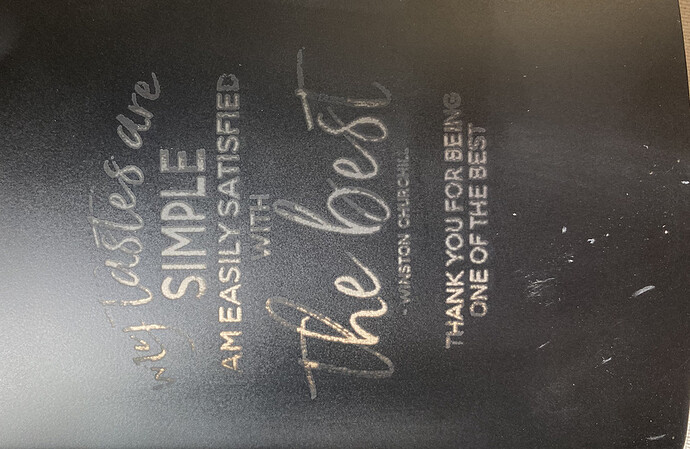 my tastes are
SIMPLE
I AM EASILY SATISFIED
WITH
the best
- WINSTON CHURCHILL
THANK YOU FOR BEING
ONE OF THE BEST